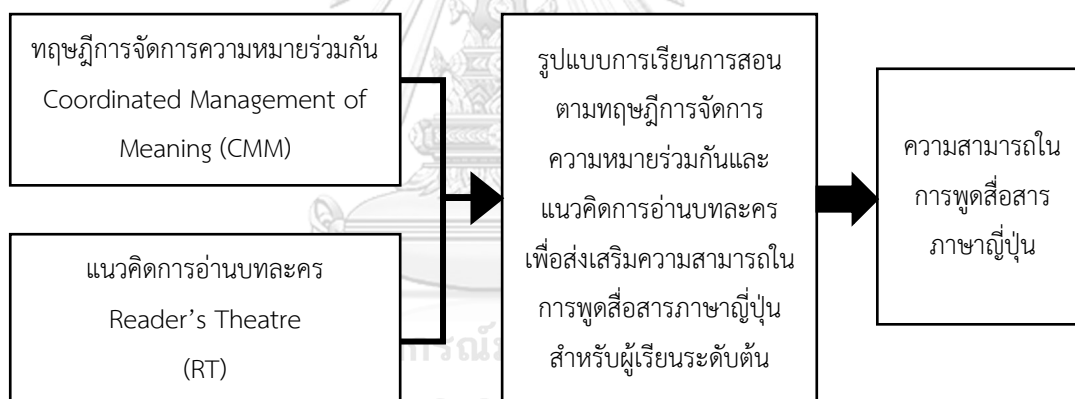 ทฤษฎีการจัดการความหมายร่วมกัน
Coordinated Management of
Meaning (CMM)
แนวคิดการอ่านบทละคร
Reader’s Theatre
(RT)
รูปแบบการเรียนการสอน
ตามทฤษฎีการจัดการ
ความหมายร่วมกันและ
แนวคิดการอ่านบทละคร
เพื่อส่งเสริมความสามารถใน
การพูดสื่อสารภาษาญี่ปุ่น
สำหรับผู้เรียนระดับต้น
ความสามารถใน
การพูดสื่อสาร
ภาษาญี่ปุ่น